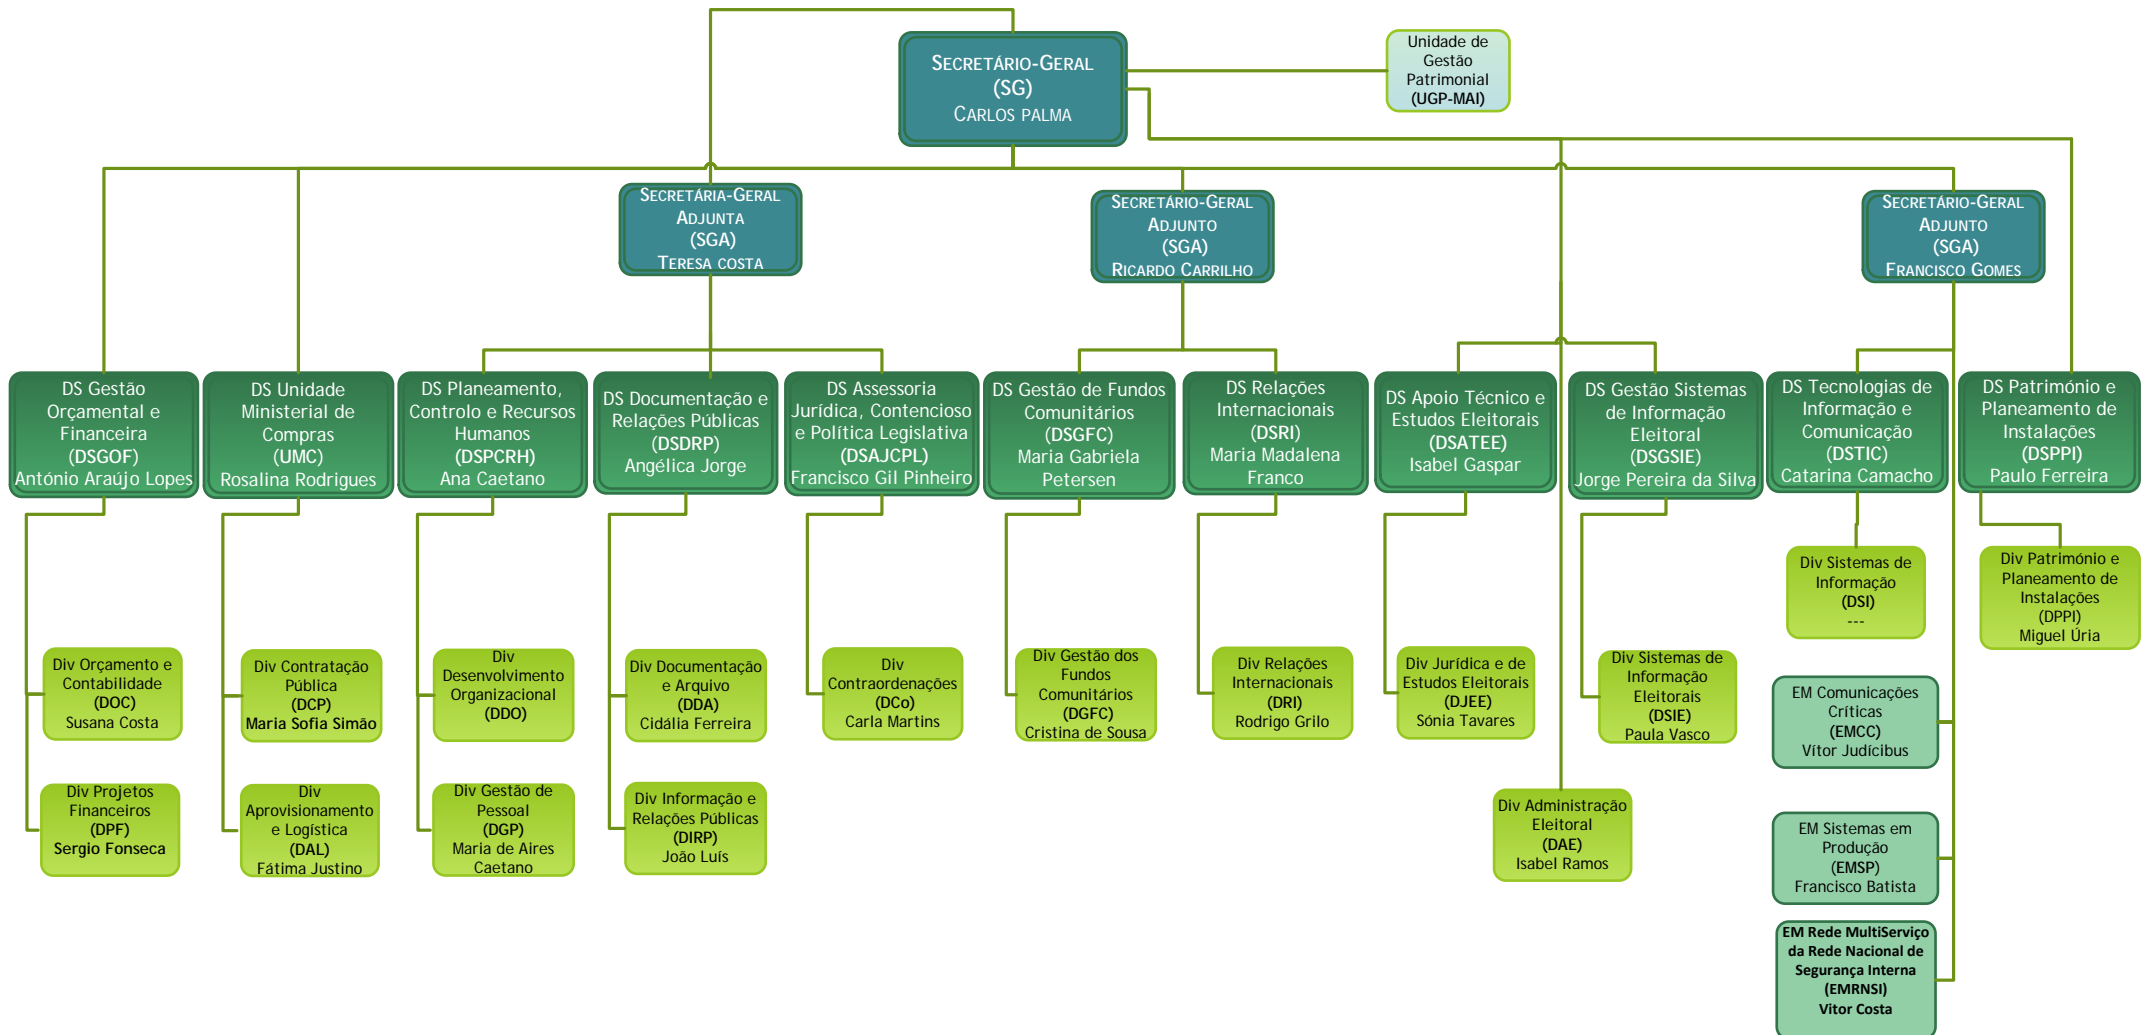 SECRETÁRIO-GERAL
(SG)
CARLOS PALMA
Unidade de
Gestão
Patrimonial
(UGP-MAI)
SECRETÁRIA-GERAL
ADJUNTA
(SGA)
TERESA COSTA
SECRETÁRIO-GERAL
ADJUNTO
(SGA)
RICARDO CARRILHO
SECRETÁRIO-GERAL
ADJUNTO
(SGA)
FRANCISCO GOMES
DS Gestão
Orçamental e
Financeira
(DSGOF)
António Araújo Lopes
DS Unidade
Ministerial de
Compras
(UMC)
Rosalina Rodrigues
DS Planeamento,
Controlo e Recursos
Humanos
(DSPCRH)
Ana Caetano
DS Documentação e
Relações Públicas
(DSDRP)
Angélica Jorge
DS Assessoria
Jurídica, Contencioso
e Política Legislativa
(DSAJCPL)
Francisco Gil Pinheiro
DS Gestão de Fundos
Comunitários
(DSGFC)
Maria Gabriela
Petersen
DS Relações
Internacionais
(DSRI)
Maria Madalena
Franco
DS Apoio Técnico e
Estudos Eleitorais
(DSATEE)
Isabel Gaspar
DS Gestão Sistemas
de Informação
Eleitoral
(DSGSIE)
Jorge Pereira da Silva
DS Tecnologias de
Informação e
Comunicação
(DSTIC)
Catarina Camacho
DS Património e
Planeamento de
Instalações
(DSPPI)
Paulo Ferreira
Div Sistemas de
Informação
(DSI)
---
Div Património e
Planeamento de
Instalações
(DPPI)
Miguel Úria
Div Orçamento e
Contabilidade
(DOC)
Susana Costa
Div Contratação
Pública
(DCP)
Maria Sofia Simão
Div
Desenvolvimento
Organizacional
(DDO)
Div Documentação
e Arquivo
(DDA)
Cidália Ferreira
Div
Contraordenações
(DCo)
Carla Martins
Div Gestão dos
Fundos
Comunitários
(DGFC)
Cristina de Sousa
Div Relações
Internacionais
(DRI)
Rodrigo Grilo
Div Jurídica e de
Estudos Eleitorais
(DJEE)
Sónia Tavares
Div Sistemas de
Informação
Eleitorais
(DSIE)
Paula Vasco
EM Comunicações
Críticas
(EMCC)
Vítor Judícibus
Div Projetos
Financeiros
(DPF)
Sergio Fonseca
Div
Aprovisionamento
e Logística
(DAL)
Fátima Justino
Div Gestão de
Pessoal
(DGP)
Maria de Aires
Caetano
Div Informação e
Relações Públicas
(DIRP)
João Luís
Div Administração
Eleitoral
(DAE)
Isabel Ramos
EM Sistemas em
Produção
(EMSP)
Francisco Batista
EM Rede MultiServiço
da Rede Nacional de
Segurança Interna
(EMRNSI)
Vitor Costa